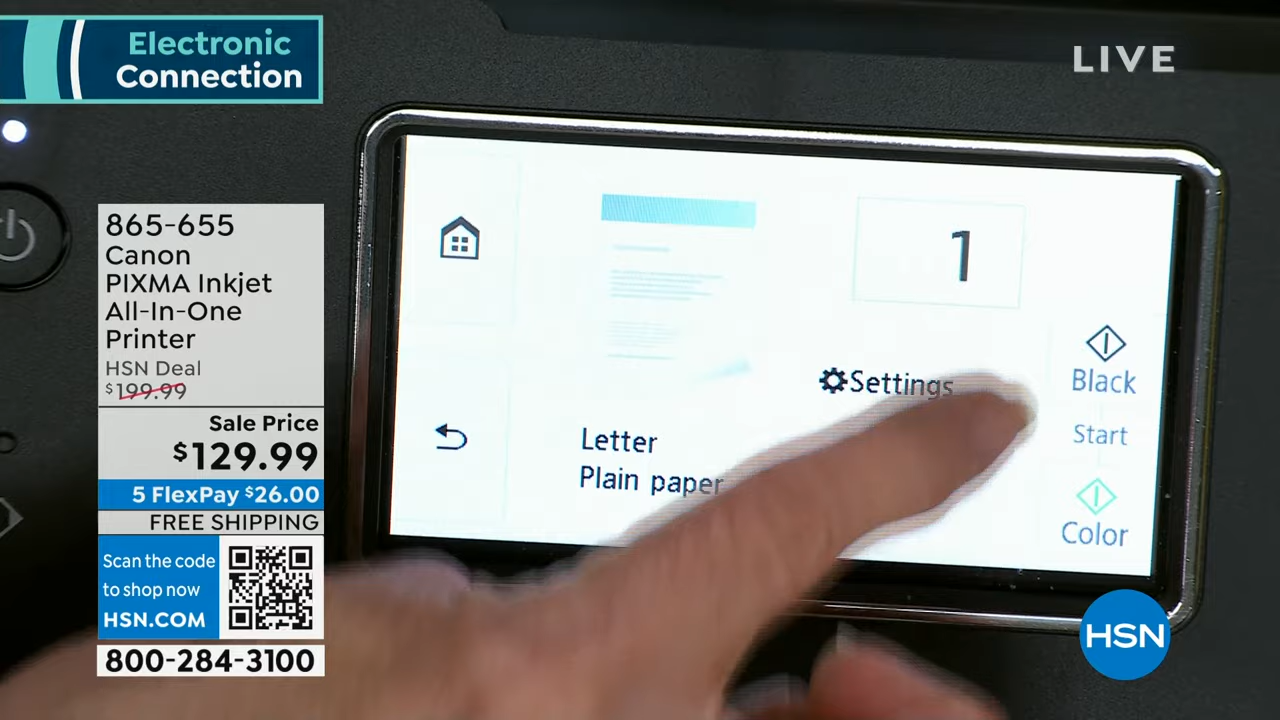 Electronic
Connection
LIVE
865-655
Canon
PIXMA Inkjet
All-In-One
Printer
HSN Deal
$199.99
Sale Price
$129.99
5 FlexPay $26.00
FREE SHIPPING
Scan the code
to shop now
HSN.COM
800-284-3100
1
Settings
Letter
Plain paper
Black
Start
Color
HSN